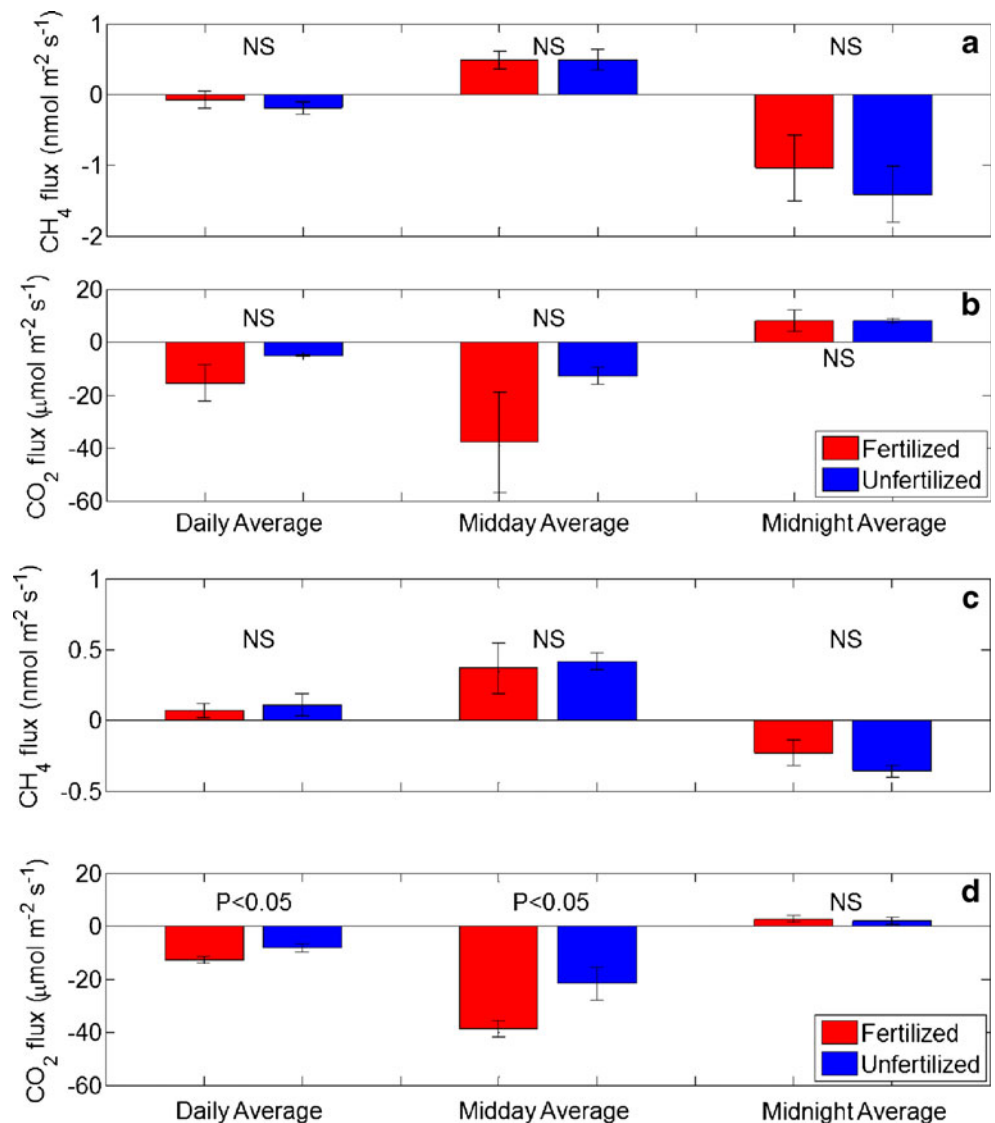 1
0
-1
-2
CH4 flux (nmol m-2 s-1)
NS
NS
NS
a
20
0
-20
-40
-60
CO2 flux (μmol m-2 s-1)
NS
NS
NS
b
Fertilized
Unfertilized
Daily Average
Midday Average
Midnight Average
1
0.5
0
-0.5
CH4 flux (nmol m-2 s-1)
NS
NS
NS
c
20
0
-20
-40
-60
CO2 flux (μmol m-2 s-1)
P<0.05
P<0.05
NS
d
Fertilized
Unfertilized
Daily Average
Midday Average
Midnight Average